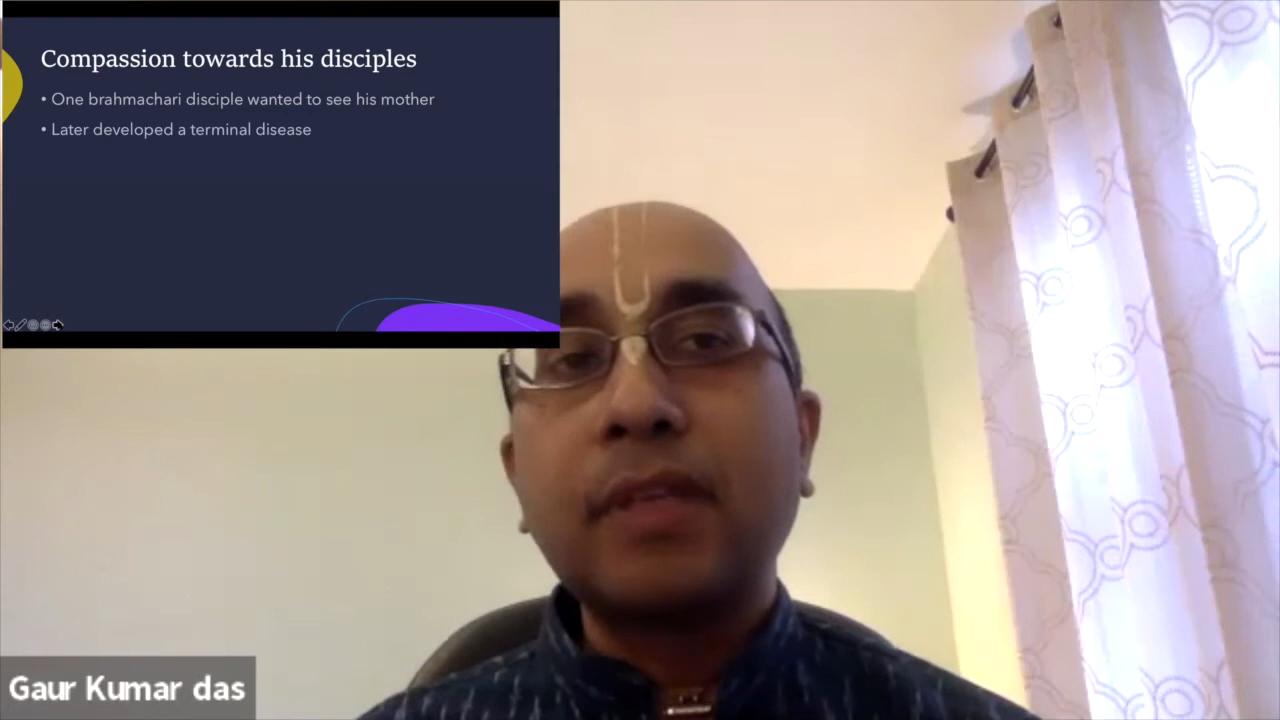 Compassion towards his disciples
• One brahmachari disciple wanted to see his mother
• Later developed a terminal disease
Gaur Kumar das